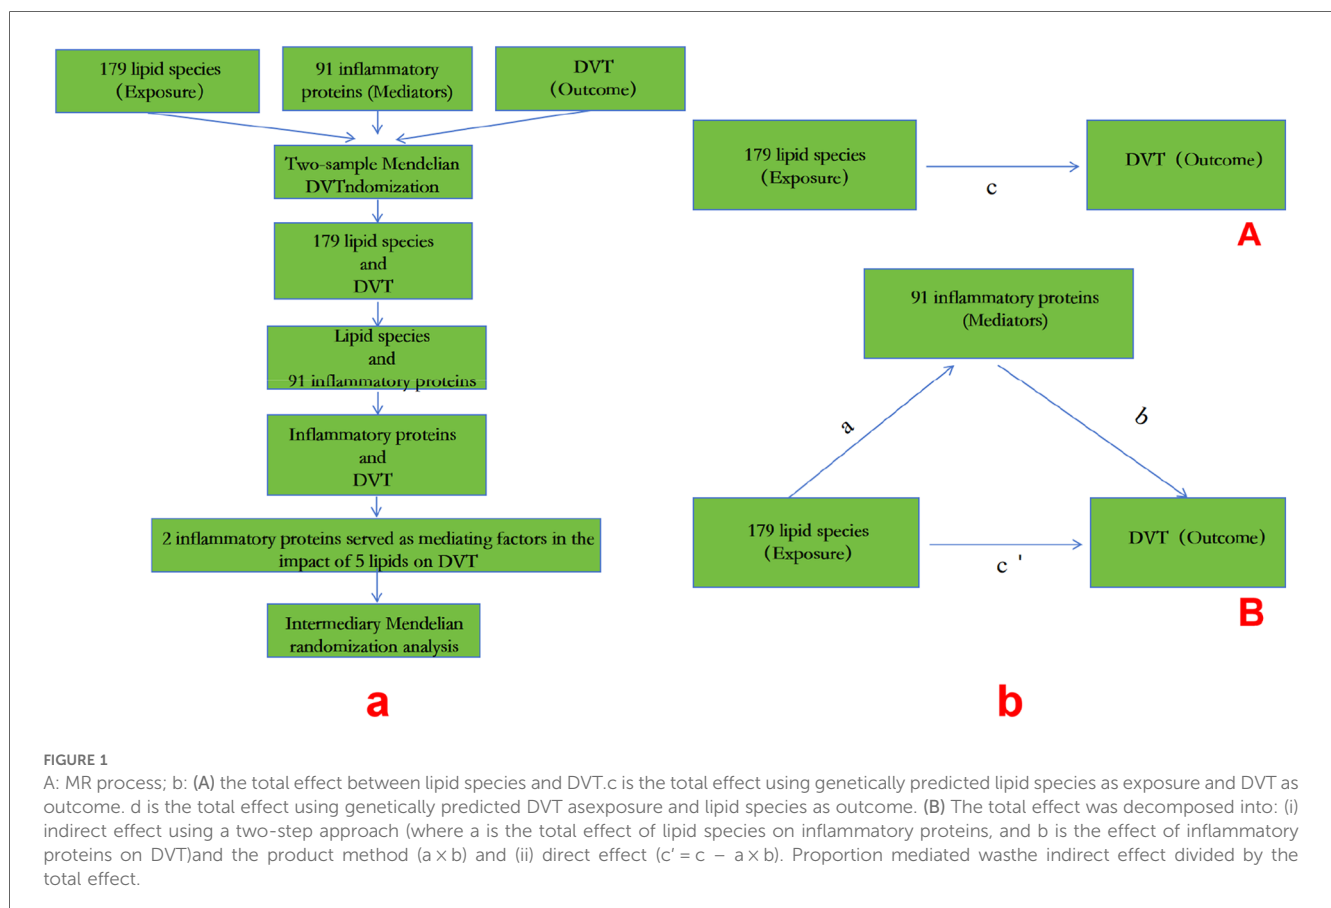 179 lipid species
(Exposure)
91 inflammatory
proteins (Mediators)
DVT
(Outcome)
Two-sample Mendelian
DVTndomization
179 lipid species
and
DVT
Lipid species
and
91 inflammatory proteins
Inflammatory proteins
and
DVT
2 inflammatory proteins served as mediating factors in the
impact of 5 lipids on DVT
Intermediary Mendelian
randomization analysis
a
179 lipid species
(Exposure)
c
DVT (Outcome)
A
91 inflammatory proteins
(Mediators)
a
b
179 lipid species
(Exposure)
c '
DVT (Outcome)
B
b
FIGURE 1
A: MR process; b: (A) the total effect between lipid species and DVT.c is the total effect using genetically predicted lipid species as exposure and DVT as
outcome. d is the total effect using genetically predicted DVT asexposure and lipid species as outcome. (B) The total effect was decomposed into: (i)
indirect effect using a two-step approach (where a is the total effect of lipid species on inflammatory proteins, and b is the effect of inflammatory
proteins on DVT)and the product method (a × b) and (ii) direct effect (c' = c − a × b). Proportion mediated wasthe indirect effect divided by the
total effect.